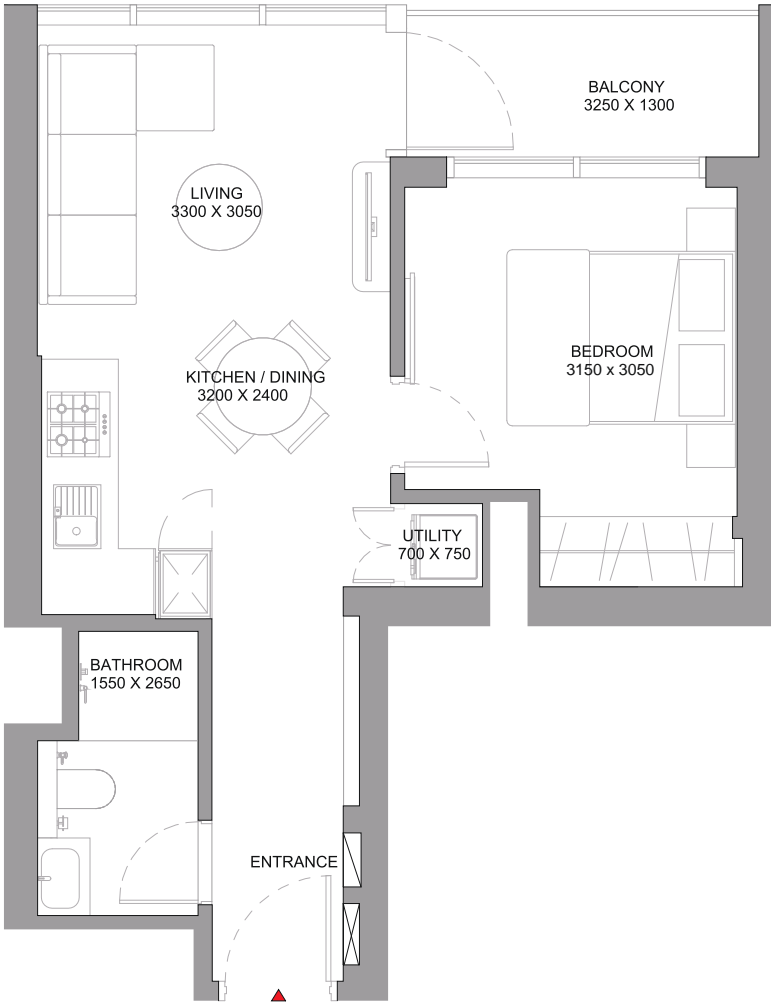 BALCONY
3250 X 1300
LIVING
3300 X 3050
BEDROOM
3150 x 3050
KITCHEN / DINING
3200 X 2400
UTILITY
700 X 750
BATHROOM
1550 X 2650
ENTRANCE